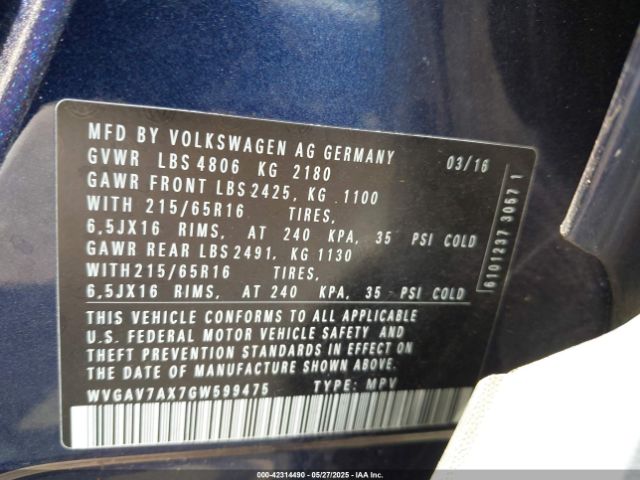 MFD BY VOLKSWAGEN AG GERMANY 03/16
GVWR LBS 4806 KG 2180
GAWR FRONT LBS 2425, KG 1100
WITH 215/65R16 TIRES,
6,5JX16 RIMS, AT 240 KPA, 35 PSI COLD
GAWR REAR LBS 2491, KG 1130
WITH 215/65R16 TIRES,
6,5JX16 RIMS, AT 240 KPA, 35 PSI COLD
THIS VEHICLE CONFORMS TO ALL APPLICABLE
U.S. FEDERAL MOTOR VEHICLE SAFETY AND
THEFT PREVENTION STANDARDS IN EFFECT ON
THE DATE OF MANUFACTURE SHOWN ABOVE.
WVGAV7AX7GW599475 TYPE: MPV
6101237 3057 1
000-42314490 - 05/27/2025 - IAAI.COM